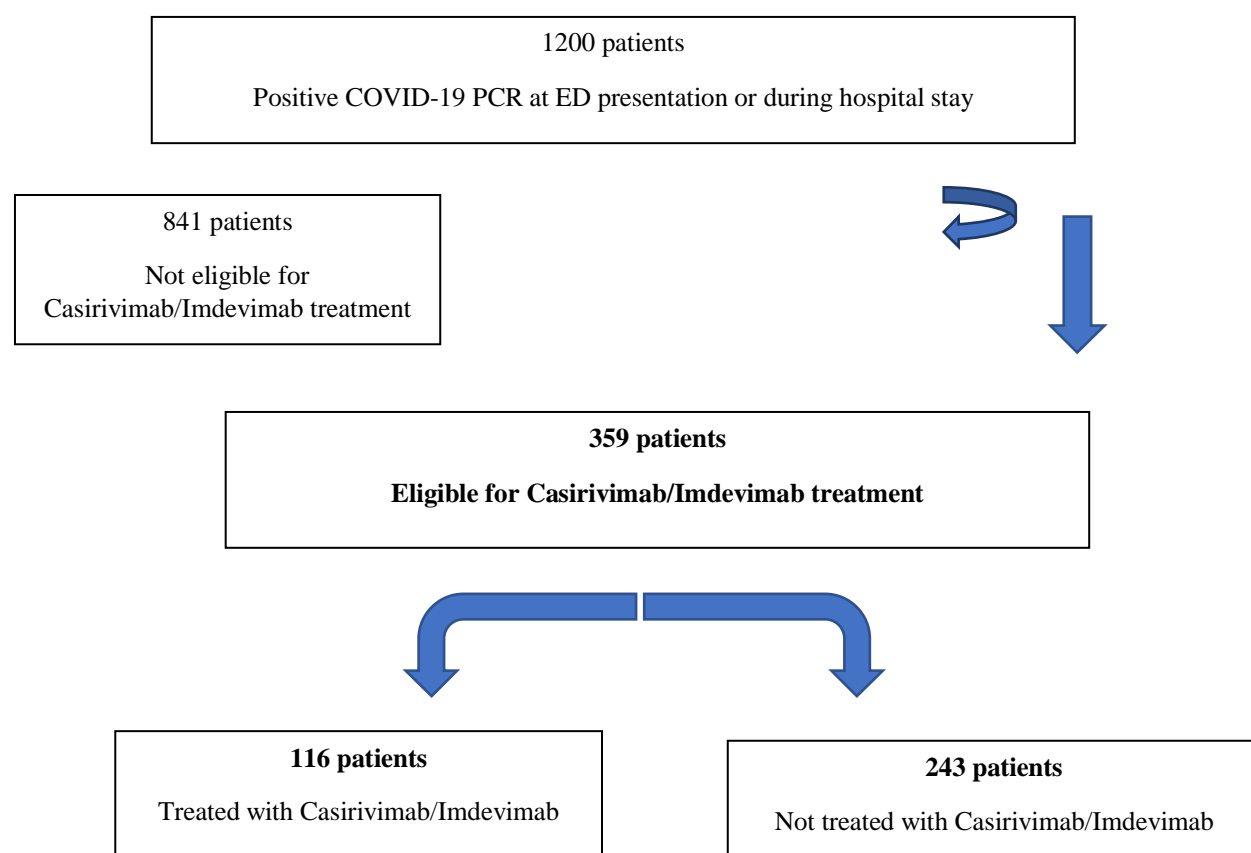 1200 patients
Positive COVID-19 PCR at ED presentation or during hospital stay
841 patients
Not eligible for
Casirivimab/Imdevimab treatment
359 patients
Eligible for Casirivimab/Imdevimab treatment
116 patients
Treated with Casirivimab/Imdevimab
243 patients
Not treated with Casirivimab/Imdevimab